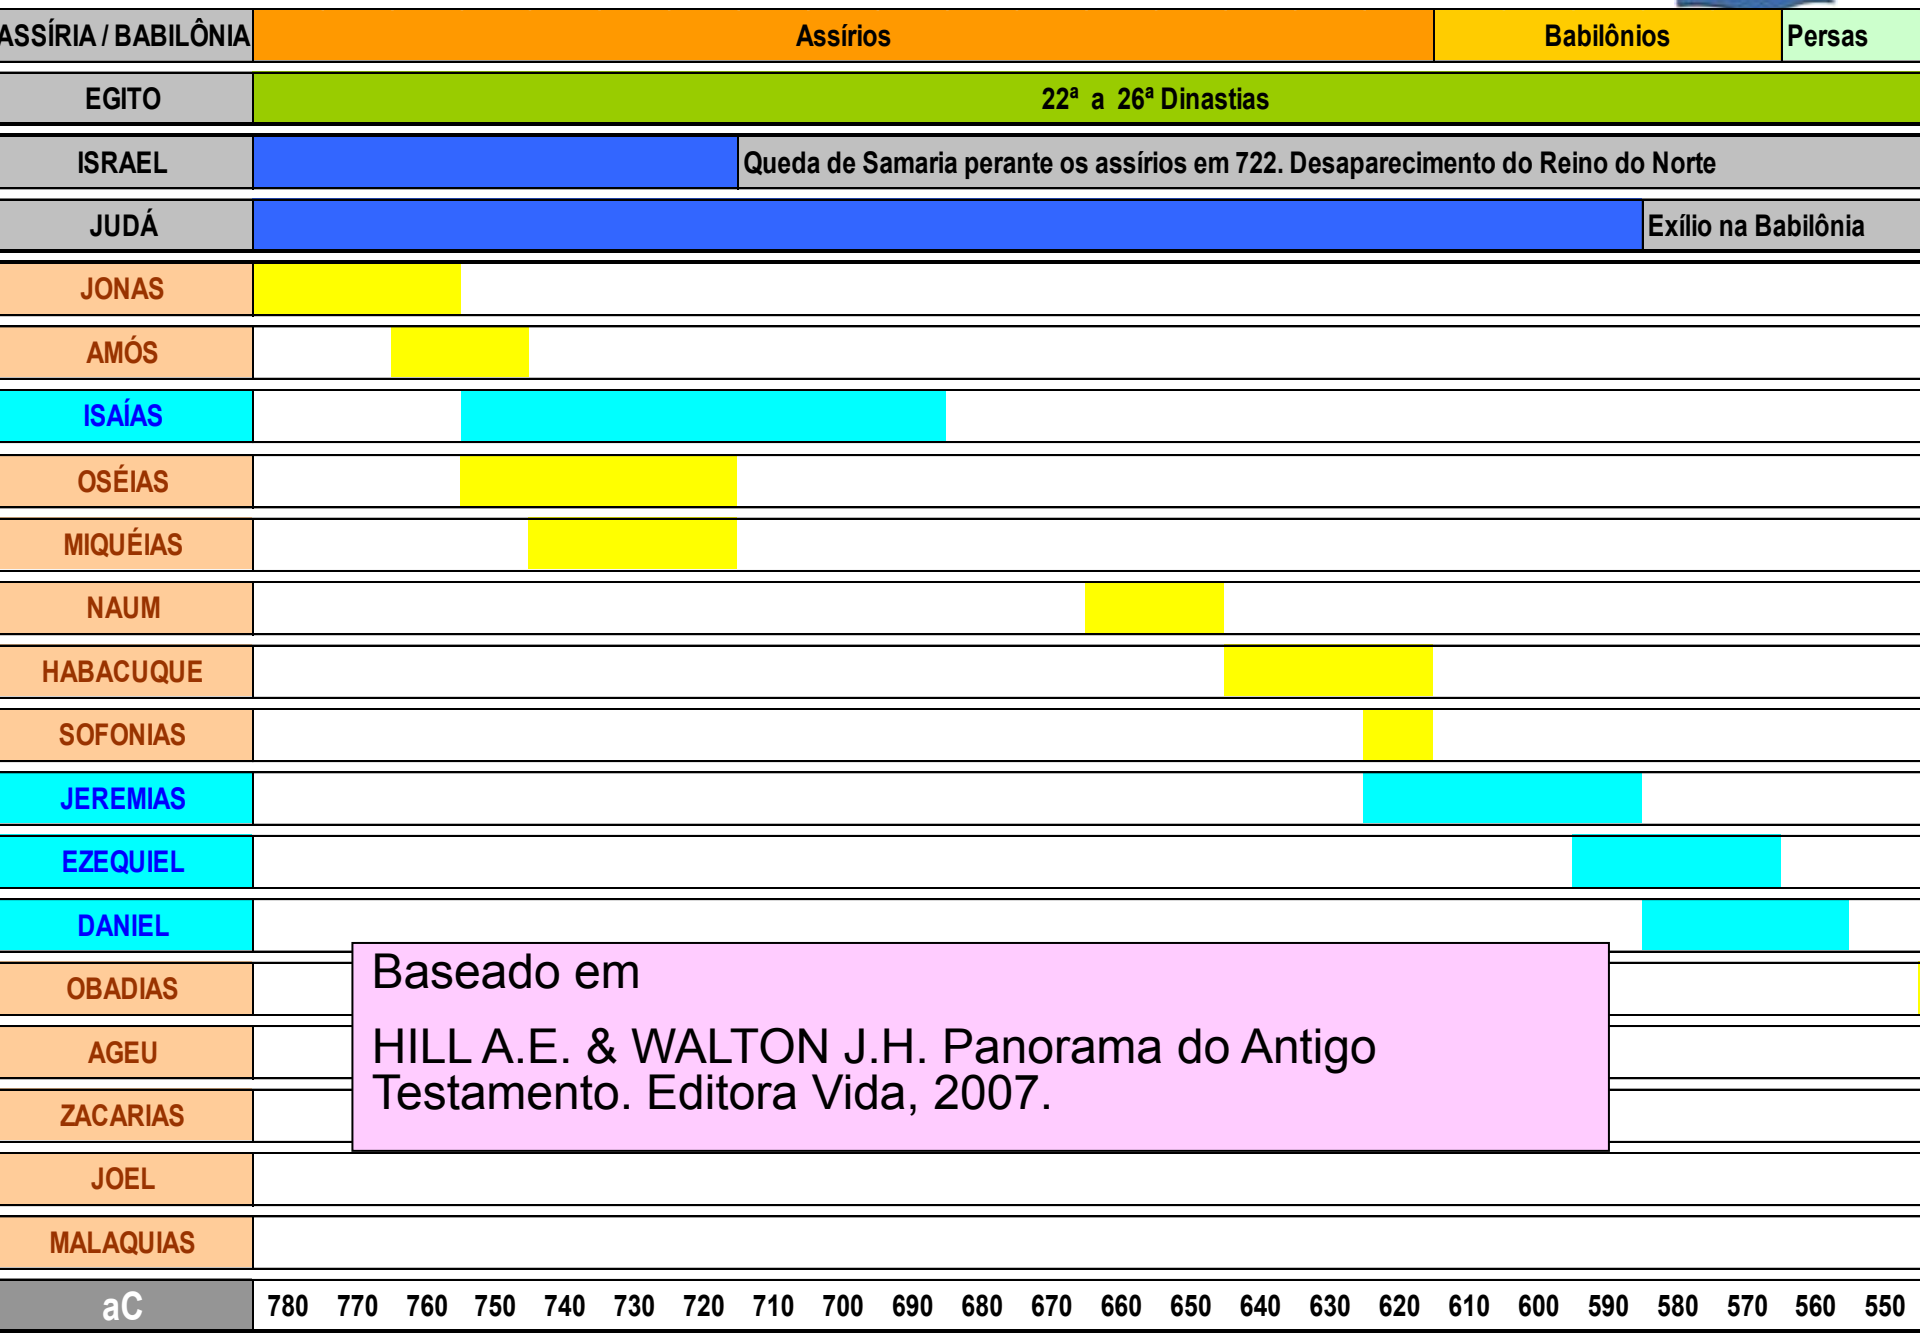 ASSÍRIA / BABILÔNIA Assírios Babilônios Persas
EGITO 22ª a 26ª Dinastias
ISRAEL Queda de Samaria perante os assírios em 722. Desaparecimento do Reino do Norte
JUDÁ Exílio na Babilônia
JONAS
AMÓS
ISAÍAS
OSÉIAS
MIQUÉIAS
NAUM
HABACUQUE
SOFONIAS
JEREMIAS
EZEQUIEL
DANIEL
OBADIAS
AGEU
ZACARIAS
JOEL
MALAQUIAS
Baseado em
HILL A.E. & WALTON J.H. Panorama do Antigo
Testamento. Editora Vida, 2007.
aC 780 770 760 750 740 730 720 710 700 690 680 670 660 650 640 630 620 610 600 590 580 570 560 550